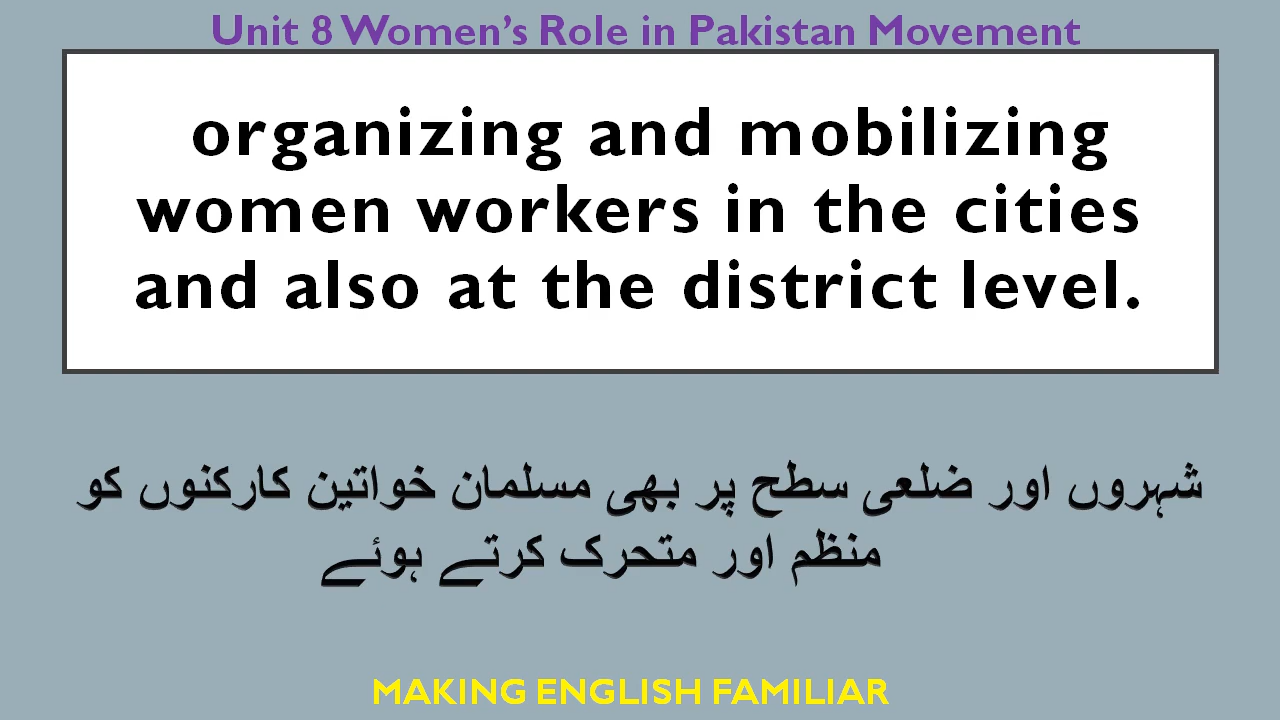 Unit 8 Women’s Role in Pakistan Movement
organizing and mobilizing
women workers in the cities
and also at the district level.
شہروں اور ضلعی سطح پر بھی مسلمان خواتین کارکنوں کو
منظم اور متحرک کرتے ہوئے
MAKING ENGLISH FAMILIAR